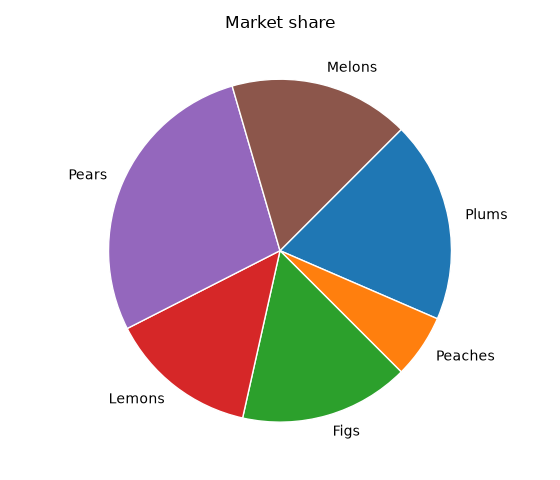 Market share
Melons
Pears
Plums
Peaches
Lemons
Figs